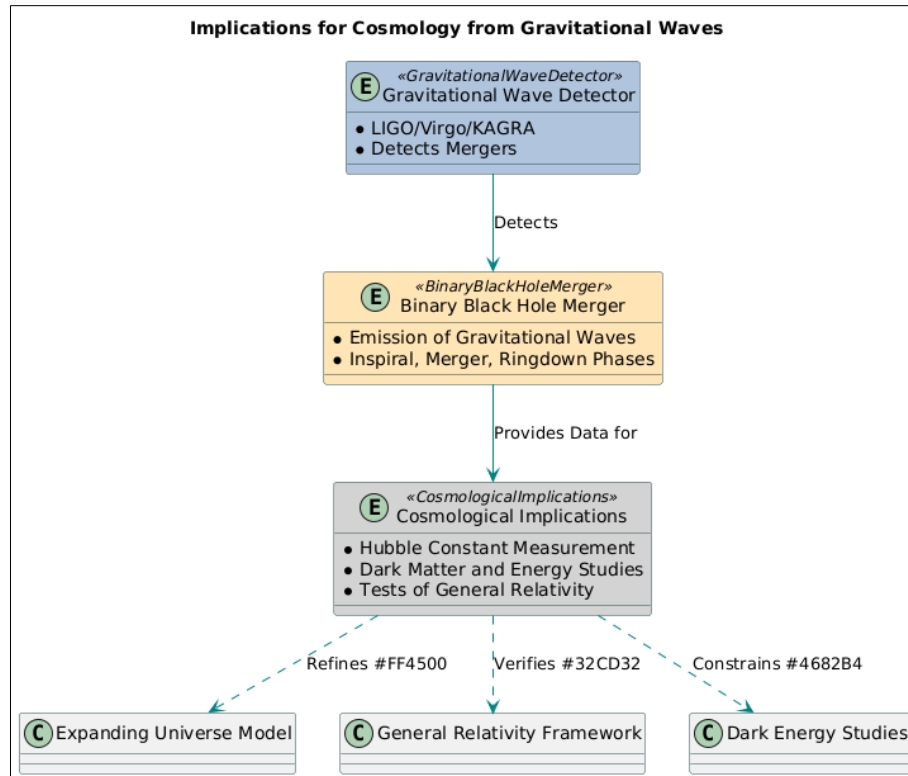 Implications for Cosmology from Gravitational Waves
E
«GravitationalWaveDetector»
Gravitational Wave Detector
• LIGO/Virgo/KAGRA
• Detects Mergers
Detects
E
«BinaryBlackHoleMerger»
Binary Black Hole Merger
• Emission of Gravitational Waves
• Inspiral, Merger, Ringdown Phases
Provides Data for
E
«CosmologicalImplications»
Cosmological Implications
• Hubble Constant Measurement
• Dark Matter and Energy Studies
• Tests of General Relativity
Refines #FF4500
Verifies #32CD32
Constrains #4682B4
C Expanding Universe Model
C General Relativity Framework
C Dark Energy Studies